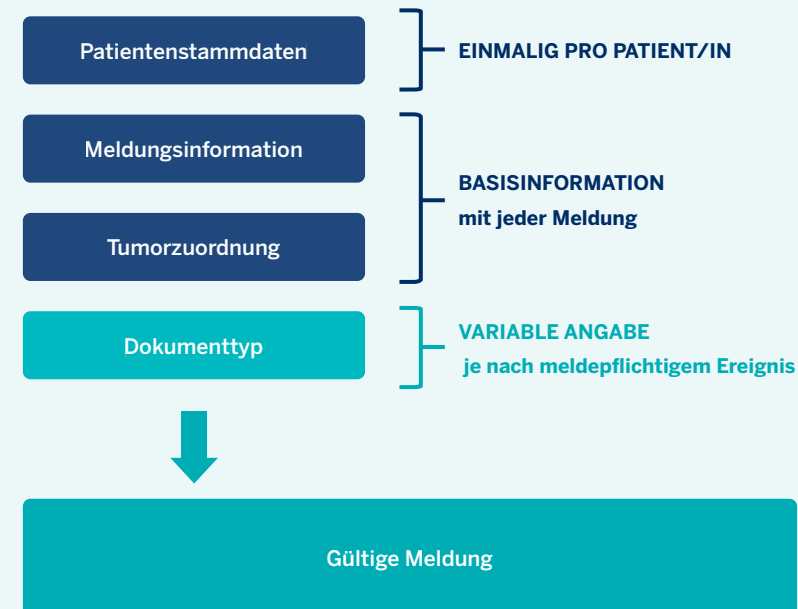 Patientenstammdaten
EINMALIG PRO PATIENT/IN
Meldungsinformation
BASISINFORMATION
mit jeder Meldung
Tumorzuordnung
Dokumenttyp
VARIABLE ANGABE
je nach meldepflichtigem Ereignis
Gültige Meldung